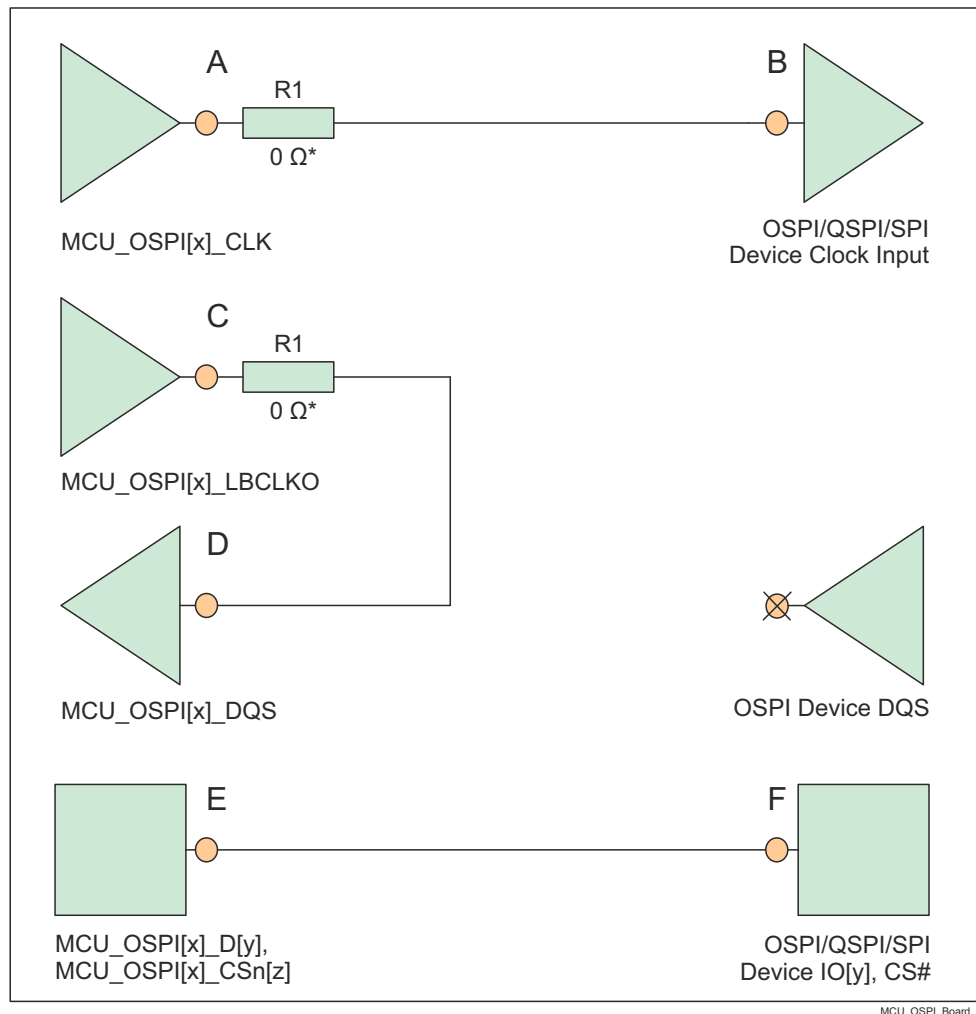 A
B
R1
0 Ω*
MCU_OSPI[x]_CLK
OSPI/QSPI/SPI
Device Clock Input
C
R1
0 Ω*
MCU_OSPI[x]_LBCLKO
D
MCU_OSPI[x]_DQS
OSPI Device DQS
E
F
MCU_OSPI[x]_D[y],
MCU_OSPI[x]_CSn[z]
OSPI/QSPI/SPI
Device IO[y], CS#
MCU_OSPI_Board